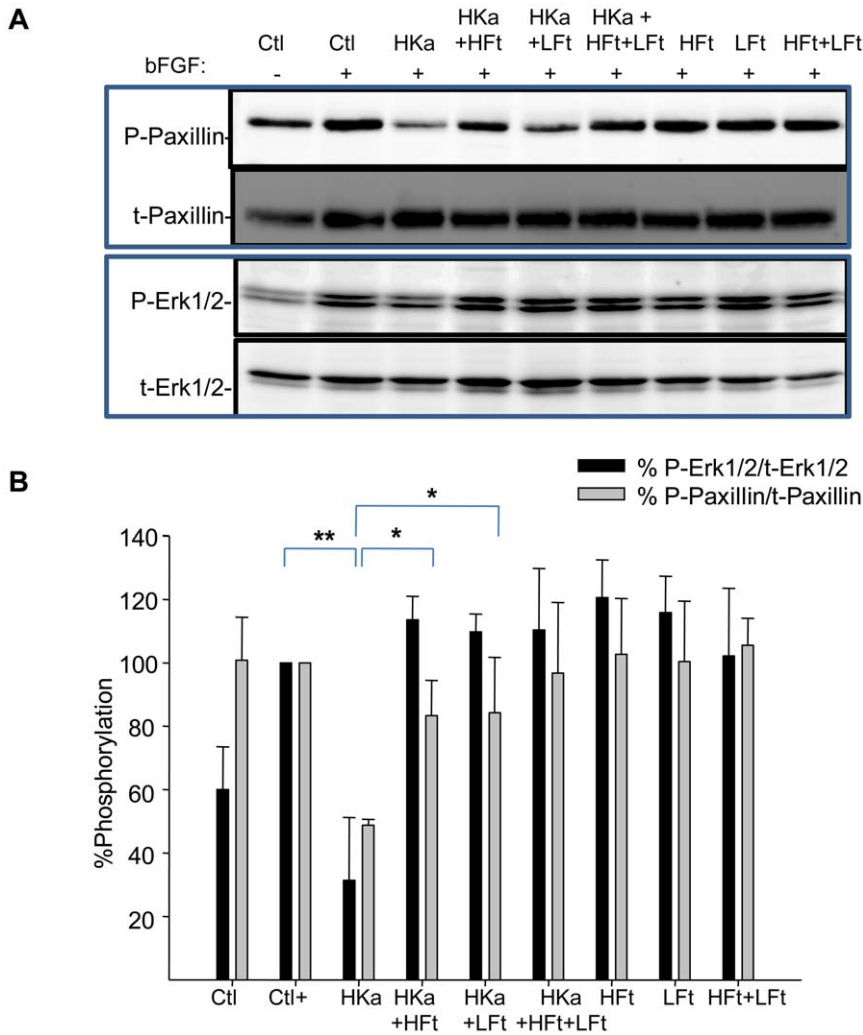 A
HKa HKa HKa +
Ctl Ctl HKa +HFt +LFt HFt+LFt HFt LFt HFt+LFt
bFGF: - + + + + + + + +
P-Paxillin-
t-Paxillin-
P-Erk1/2-
t-Erk1/2-
B
% P-Erk1/2/t-Erk1/2
% P-Paxillin/t-Paxillin
*
** *
%Phosphorylation
140
120
100
80
60
40
20
Ctl Ctl+ HKa HKa HKa HKa HFt LFt HFt+LFt
+HFt +LFt +HFt+LFt